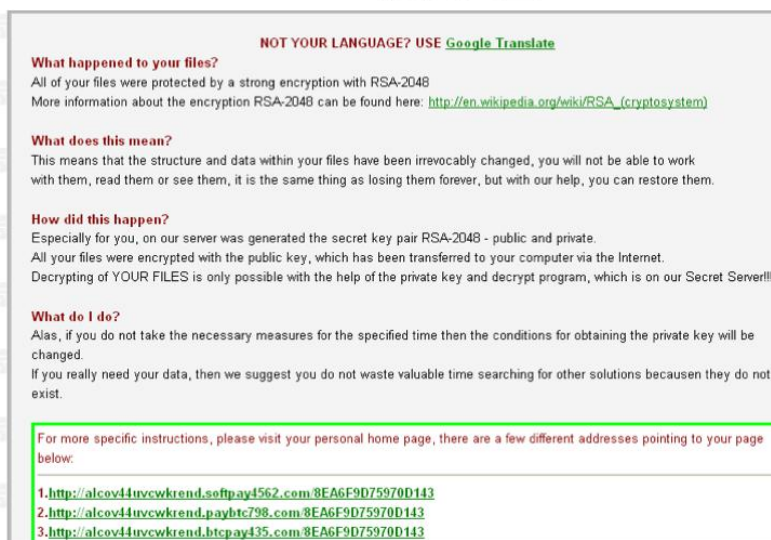 NOT YOUR LANGUAGE? USE Google Translate
What happened to your files?
All of your files were protected by a strong encryption with RSA-2048
More information about the encryption RSA-2048 can be found here: http://en.wikipedia.org/wiki/RSA_(cryptosystem)
What does this mean?
This means that the structure and data within your files have been irrevocably changed, you will not be able to work
with them, read them or see them, it is the same thing as losing them forever, but with our help, you can restore them.
How did this happen?
Especially for you, on our server was generated the secret key pair RSA-2048 - public and private.
All your files were encrypted with the public key, which has been transferred to your computer via the Internet.
Decrypting of YOUR FILES is only possible with the help of the private key and decrypt program, which is on our Secret Server!!!
What do I do?
Alas, if you do not take the necessary measures for the specified time then the conditions for obtaining the private key will be
changed.
If you really need your data, then we suggest you do not waste valuable time searching for other solutions becausen they do not
exist.
For more specific instructions, please visit your personal home page, there are a few different addresses pointing to your page
below:
1.http://alcov44uvcwkrend.softpay4562.com/8EA6F9D75970D143
2.http://alcov44uvcwkrend.paybtc798.com/8EA6F9D75970D143
3.http://alcov44uvcwkrend.btcpay435.com/8EA6F9D75970D143